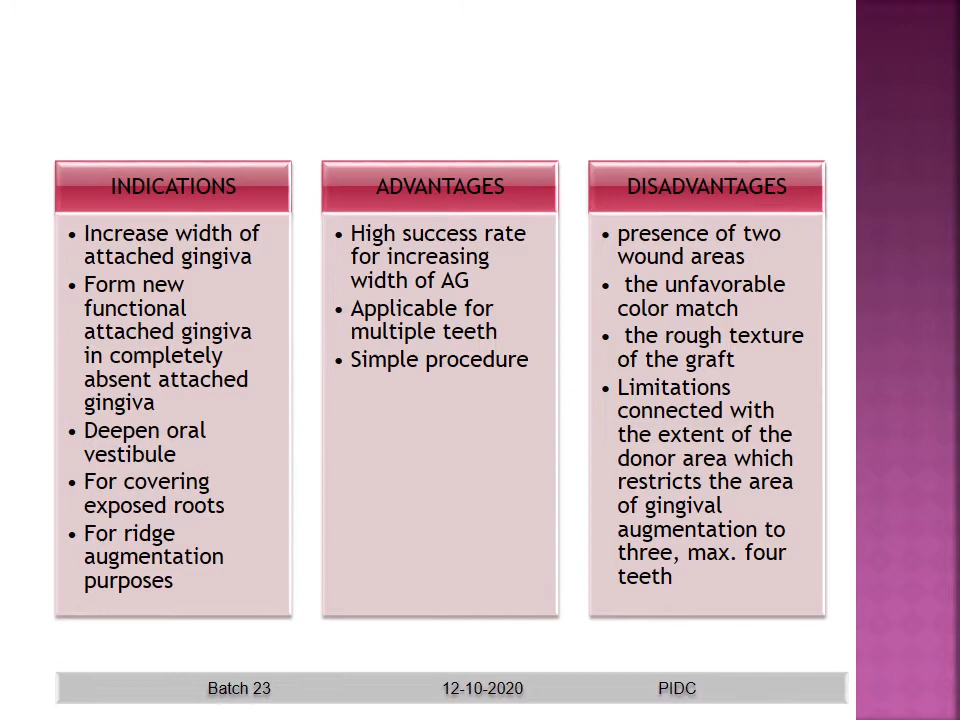 INDICATIONS
• Increase width of
attached gingiva
• Form new
functional
attached gingiva
in completely
absent attached
gingiva
• Deepen oral
vestibule
• For covering
exposed roots
• For ridge
augmentation
purposes
ADVANTAGES
• High success rate
for increasing
width of AG
• Applicable for
multiple teeth
• Simple procedure
DISADVANTAGES
• presence of two
wound areas
• the unfavorable
color match
• the rough texture
of the graft
• Limitations
connected with
the extent of the
donor area which
restricts the area
of gingival
augmentation to
three, max. four
teeth
Batch 23 12-10-2020 PIDC